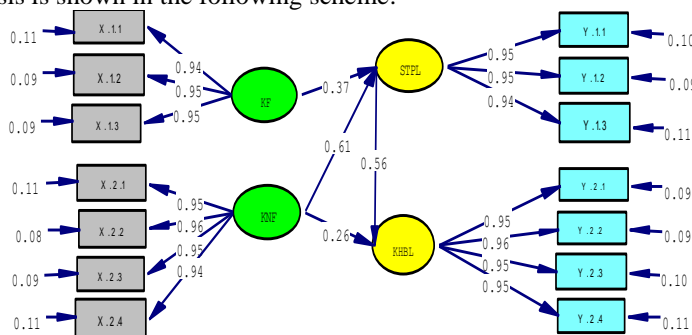 sis is shown in the following scheme:
0.11 X.1.1 Y.1.1 0.10
0.94 0.95
0.09 X.1.2 0.95 KF 0.37 STPL 0.95 Y.1.2
0.09 X.1.3 0.95 0.94 Y.1.3 0.11
0.61 0.56
0.11 X.2.1 0.95 Y.2.1 0.09
0.08 X.2.2 0.96 KNF 0.26 KHBL 0.95 0.96 Y.2.2 0.09
0.09 X.2.3 0.95 0.95 Y.2.3 0.10
0.11 X.2.4 0.94 0.95 Y.2.4 0.11